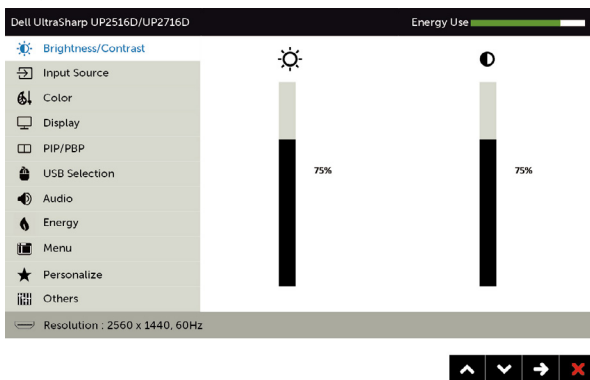 Dell UltraSharp UP2516D/UP2716D
Energy Use
Brightness/Contrast
Input Source
Color
Display
PIP/PBP
USB Selection
Audio
Energy
Menu
Personalize
Others
75%
75%
Resolution : 2560 x 1440, 60Hz